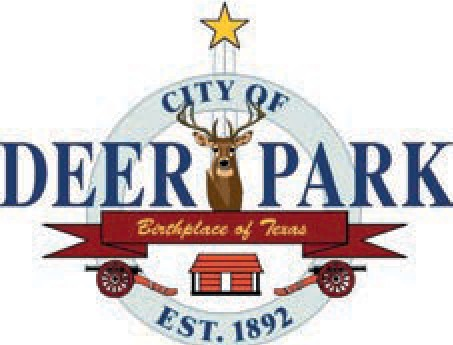 CITY OF
DEER PARK
Birthplace of Texas
EST. 1892